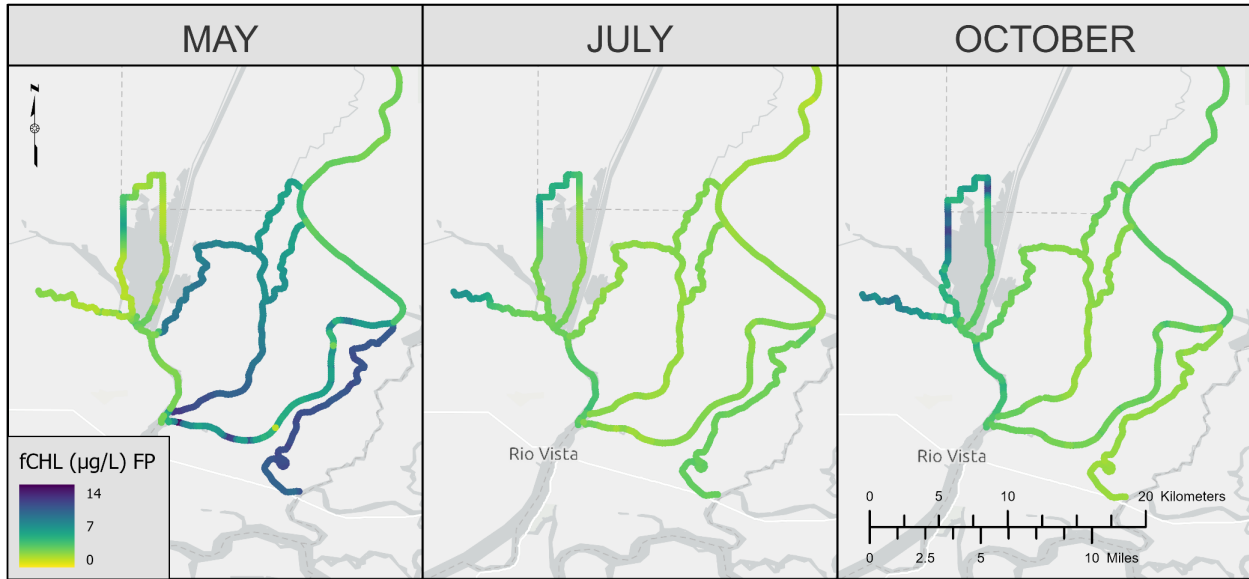 MAY
JULY
OCTOBER
N
Rio Vista
Rio Vista
fCHL (µg/L) FP
14
7
0
0 5 10 20 Kilometers
0 2.5 5 10 Miles